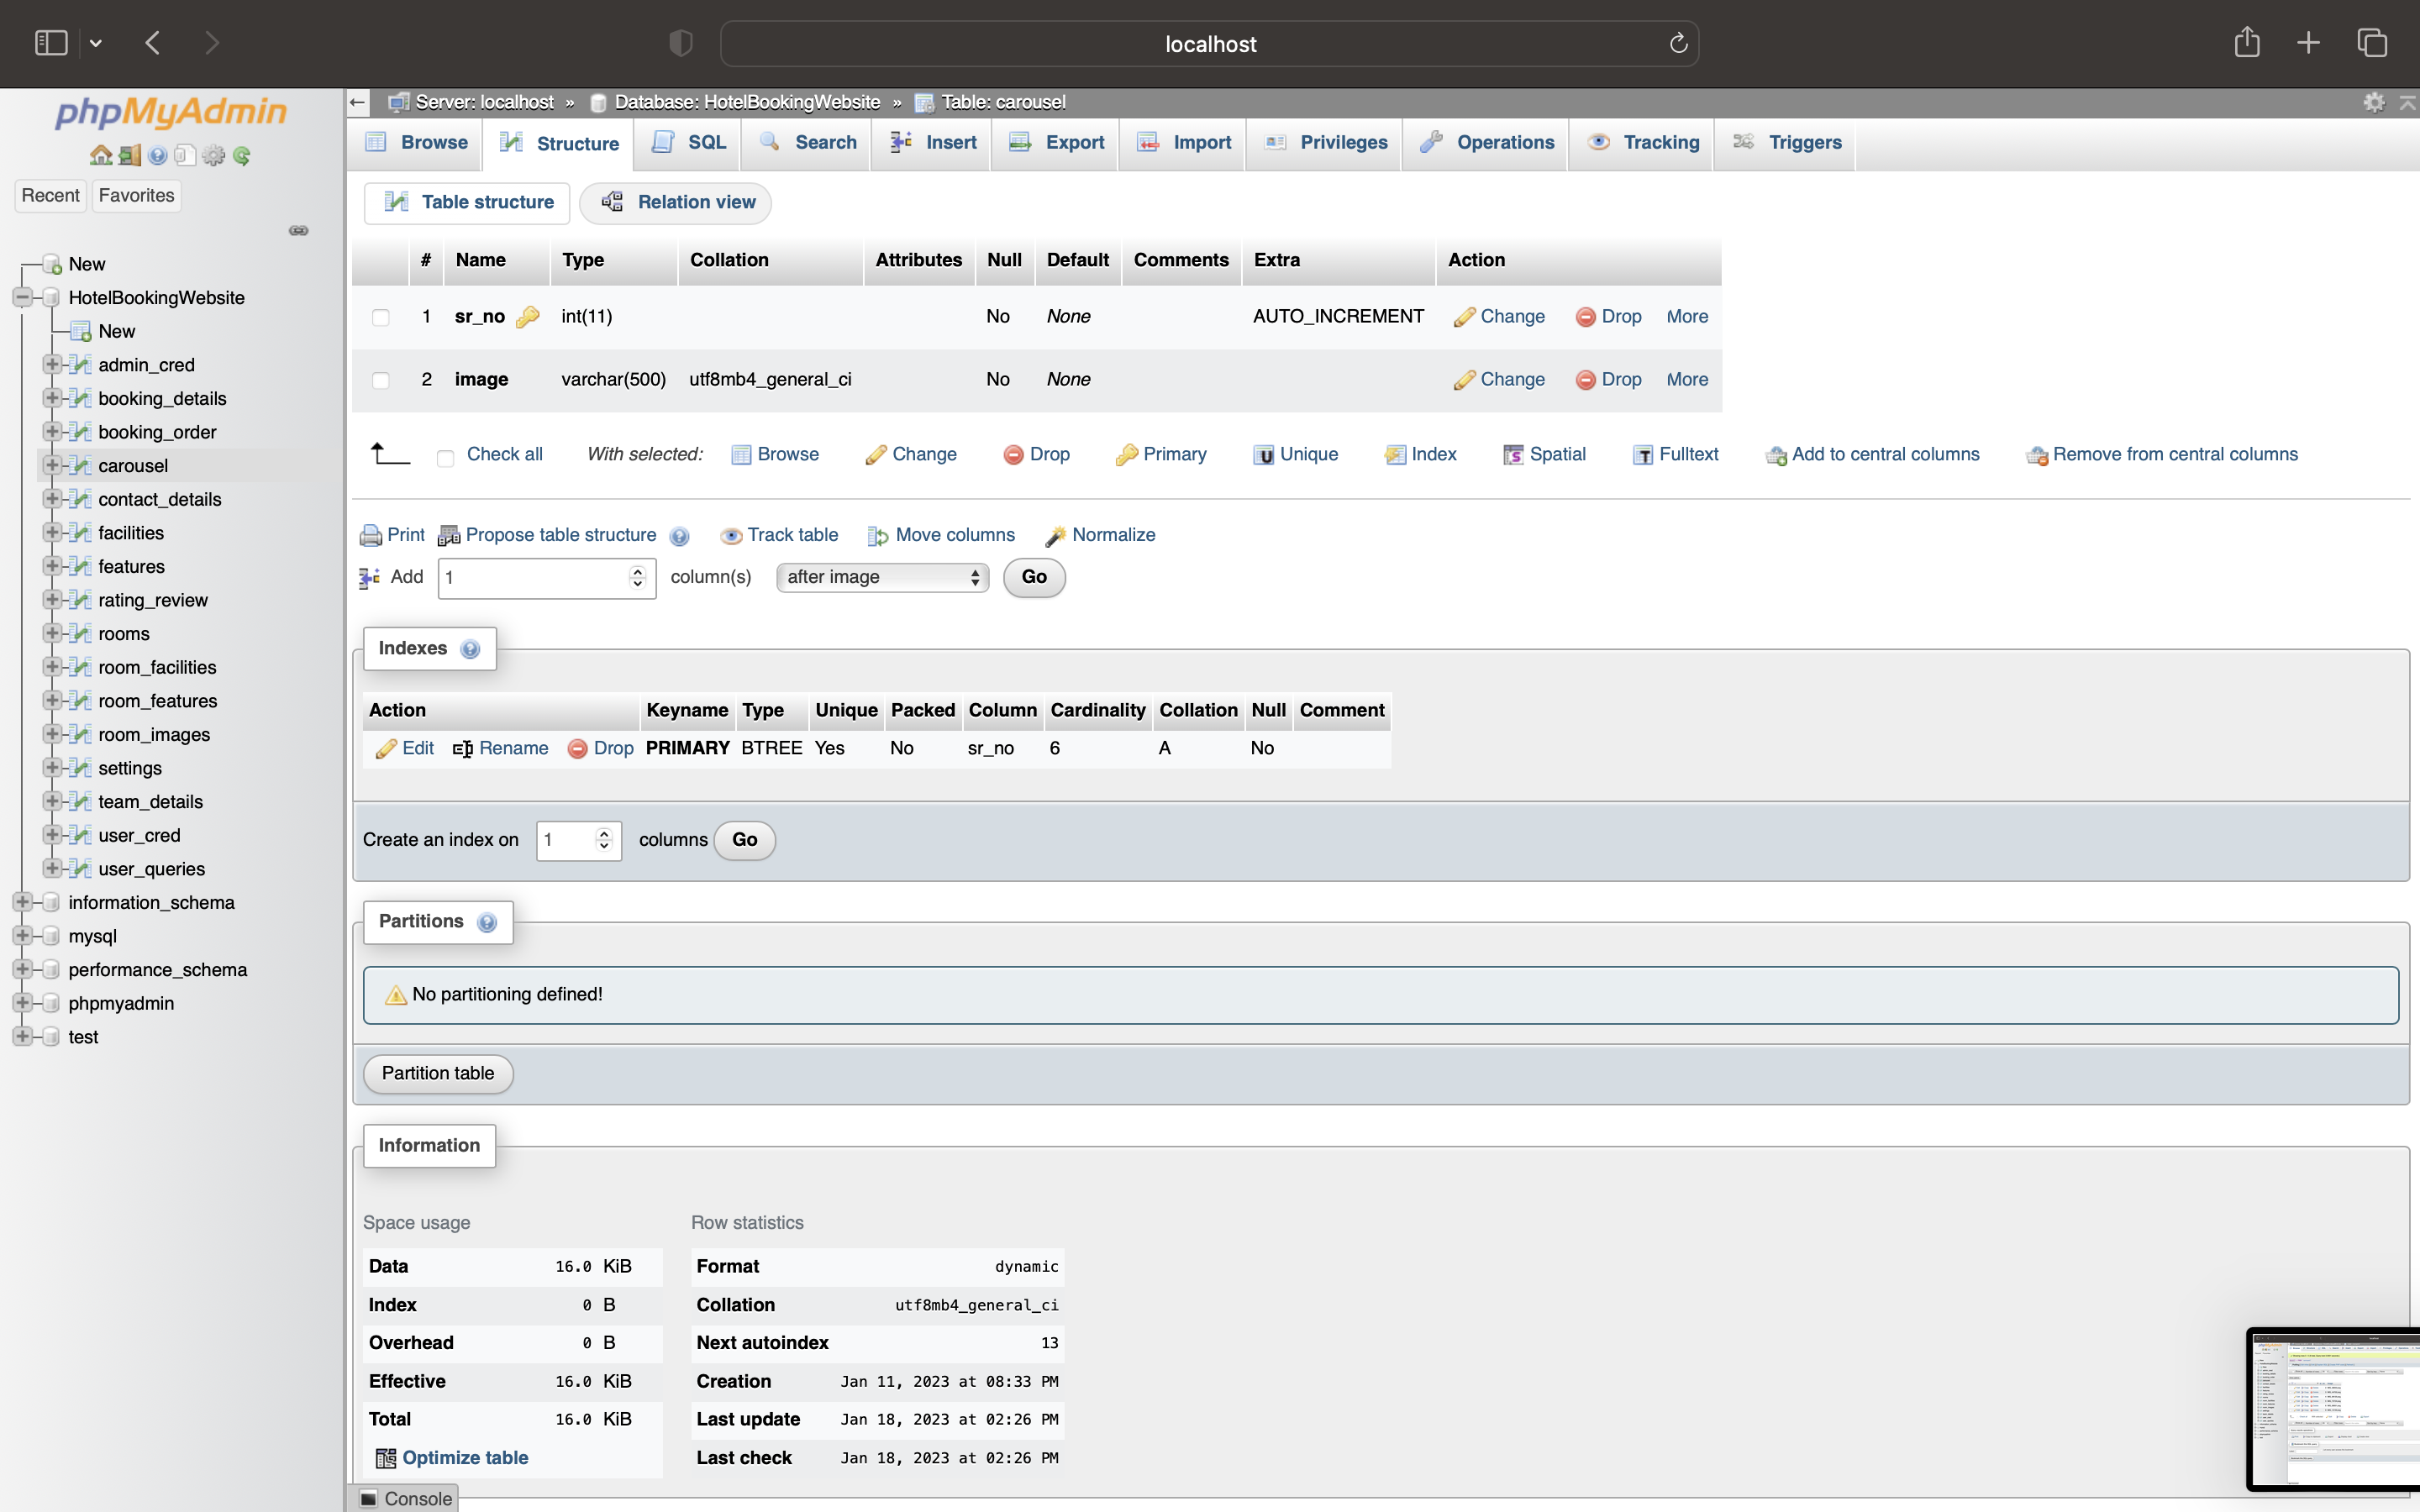 localhost
phpMyAdmin
Recent Favorites
New
HotelBookingWebsite
New
admin_cred
booking_details
booking_order
carousel
contact_details
facilities
features
rating_review
rooms
room_facilities
room_features
room_images
settings
team_details
user_cred
user_queries
information_schema
mysql
performance_schema
phpmyadmin
test
Server: localhost » Database: HotelBookingWebsite » Table: carousel
Browse Structure SQL Search Insert Export Import Privileges Operations Tracking Triggers
Table structure Relation view
# Name Type Collation Attributes Null Default Comments Extra Action
1 sr_no int(11) No None AUTO_INCREMENT Change Drop More
2 image varchar(500) utf8mb4_general_ci No None Change Drop More
Check all With selected: Browse Change Drop Primary Unique Index Spatial Fulltext Add to central columns Remove from central columns
Print Propose table structure Track table Move columns Normalize
Add 1 column(s) after image Go
Indexes
Action Keyname Type Unique Packed Column Cardinality Collation Null Comment
Edit Rename Drop PRIMARY BTREE Yes No sr_no 6 A No
Create an index on 1 columns Go
Partitions
No partitioning defined!
Partition table
Information
Space usage
Data 16.0 KiB
Index 0 B
Overhead 0 B
Effective 16.0 KiB
Total 16.0 KiB
Optimize table
Row statistics
Format dynamic
Collation utf8mb4_general_ci
Next autoindex 13
Creation Jan 11, 2023 at 08:33 PM
Last update Jan 18, 2023 at 02:26 PM
Last check Jan 18, 2023 at 02:26 PM
Console